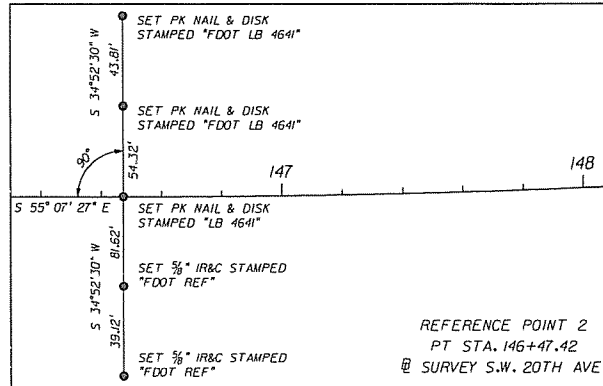 SET PK NAIL & DISK
STAMPED "FDOT LB 4641"
S 34°52'30" W
43.81'
SET PK NAIL & DISK
STAMPED "FDOT LB 4641"
90°
54.32'
147
148
S 55° 07' 27" E
SET PK NAIL & DISK
STAMPED "LB 4641"
S 34°52'30" W
81.62'
SET 5/8" IR&C STAMPED
"FDOT REF"
39.12'
SET 5/8" IR&C STAMPED
"FDOT REF"
REFERENCE POINT 2
PT STA. 146+47.42
SURVEY S.W. 20TH AVE